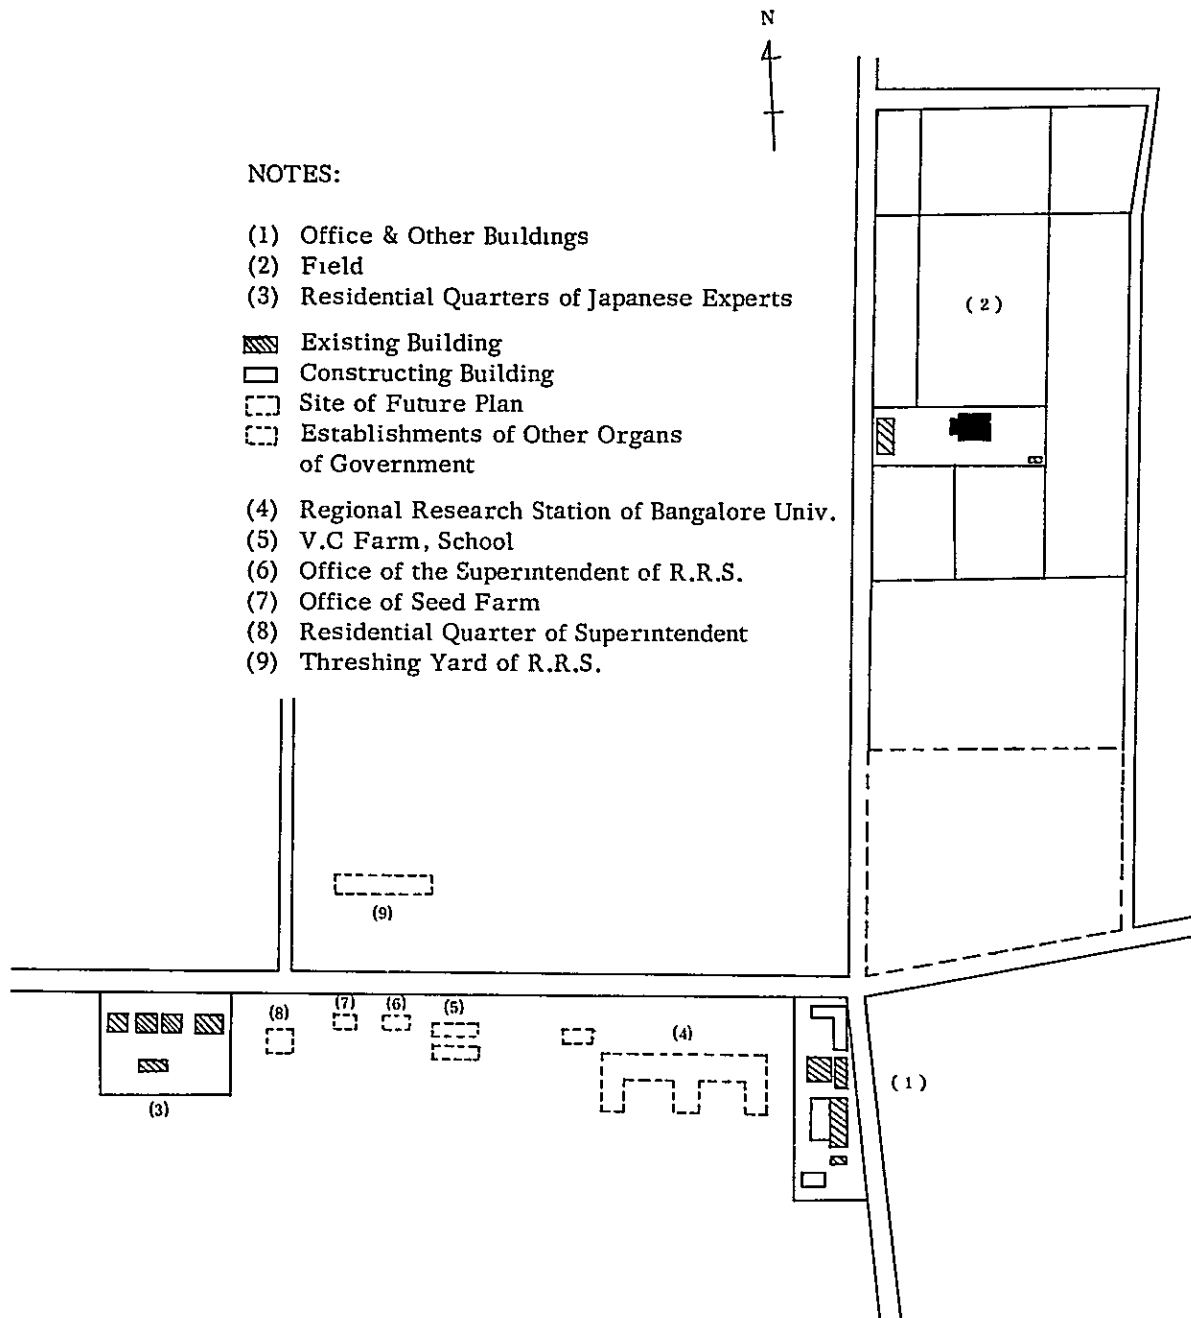 N
NOTES:
(1) Office & Other Buildings
(2) Field
(3) Residential Quarters of Japanese Experts
Existing Building
Constructing Building
Site of Future Plan
Establishments of Other Organs
of Government
(4) Regional Research Station of Bangalore Univ.
(5) V.C Farm, School
(6) Office of the Superintendent of R.R.S.
(7) Office of Seed Farm
(8) Residential Quarter of Superintendent
(9) Threshing Yard of R.R.S.
(2)
(9)
(8)
(7)
(6)
(5)
(4)
(1)
(3)